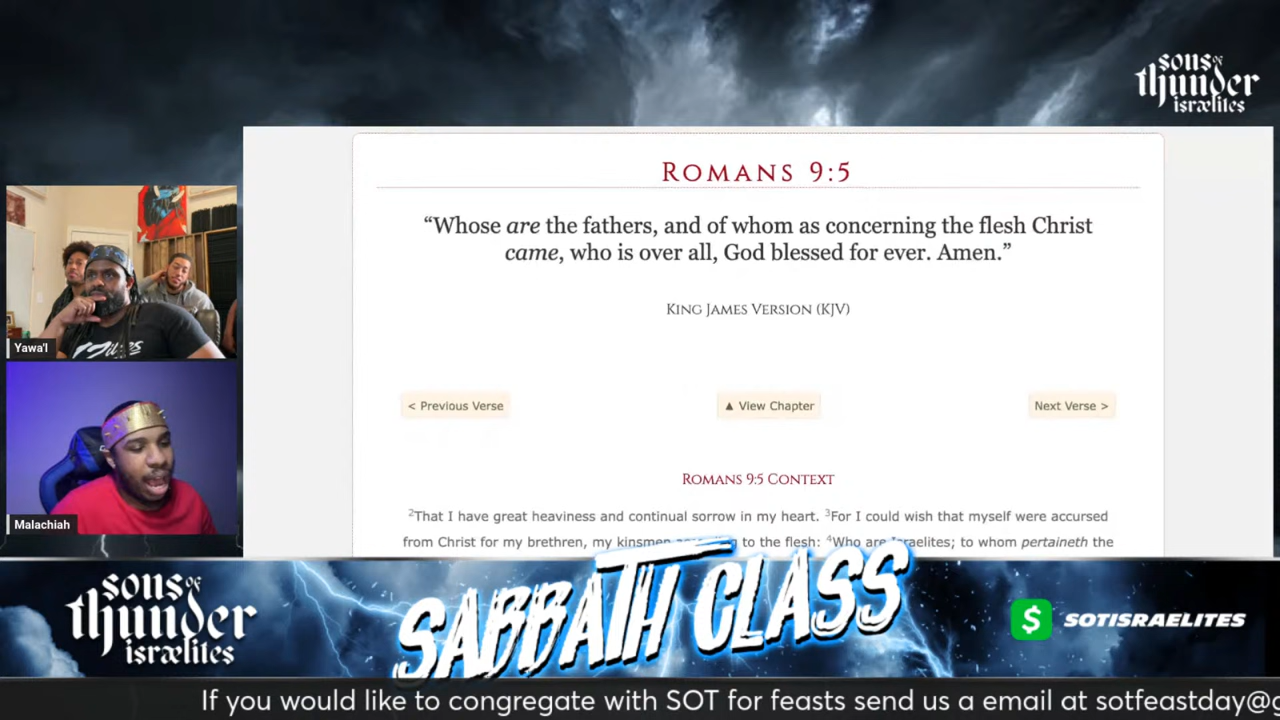 sons of
thunder
israelites
Romans 9:5
“Whose are the fathers, and of whom as concerning the flesh Christ
came, who is over all, God blessed for ever. Amen.”
King James Version (KJV)
< Previous Verse
▲ View Chapter
Next Verse >
Romans 9:5 Context
2That I have great heaviness and continual sorrow in my heart. 3For I could wish that myself were accursed
from Christ for my brethren, my kinsmen to the flesh: 4Who are Israelites; to whom pertaineth the
Yawa'l
Malachiah
sons of
thunder
israelites
SABBATH CLASS
$ SOTISRAELITES
If you would like to congregate with SOT for feasts send us a email at sotfeastday@g